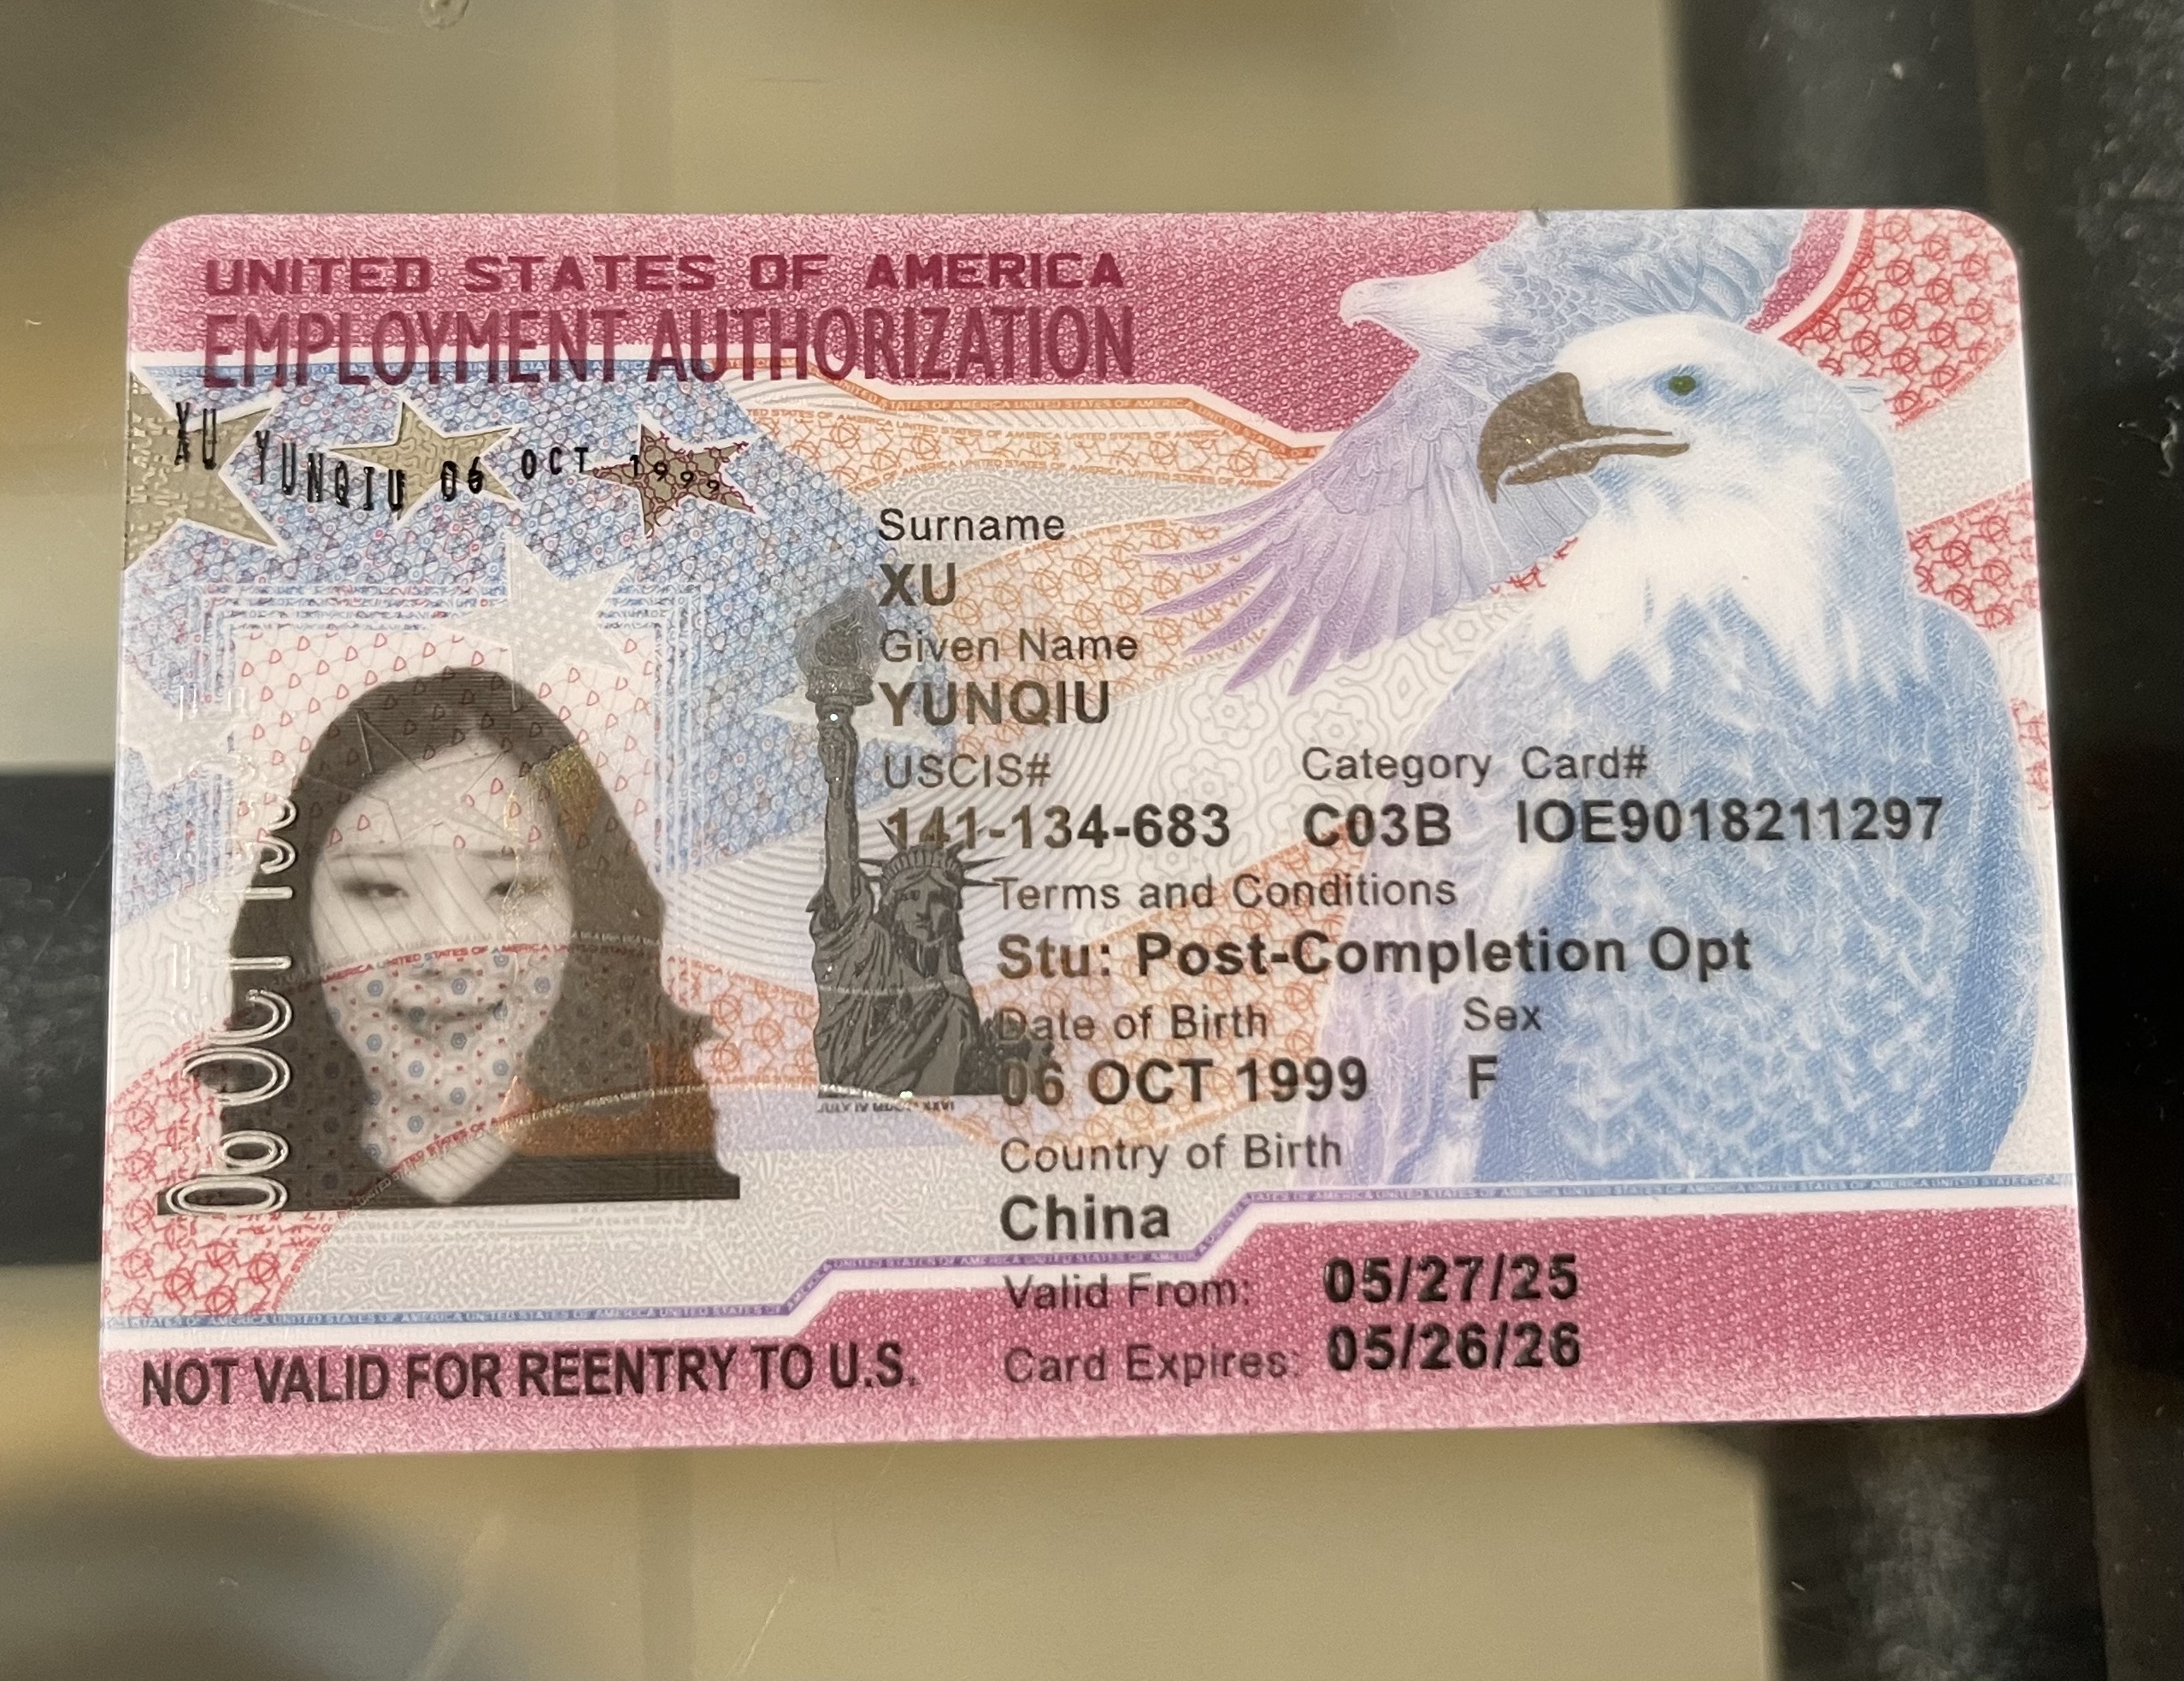 UNITED STATES OF AMERICA
EMPLOYMENT AUTHORIZATION
XU YUNQIU 06 OCT 1999
Surname
XU
Given Name
YUNQIU
USCIS# Category Card#
141-134-683 C03B IOE9018211297
Terms and Conditions
Stu: Post-Completion Opt
Date of Birth Sex
06 OCT 1999 F
Country of Birth
China
Valid From: 05/27/25
Card Expires: 05/26/26
NOT VALID FOR REENTRY TO U.S.
06 OCT